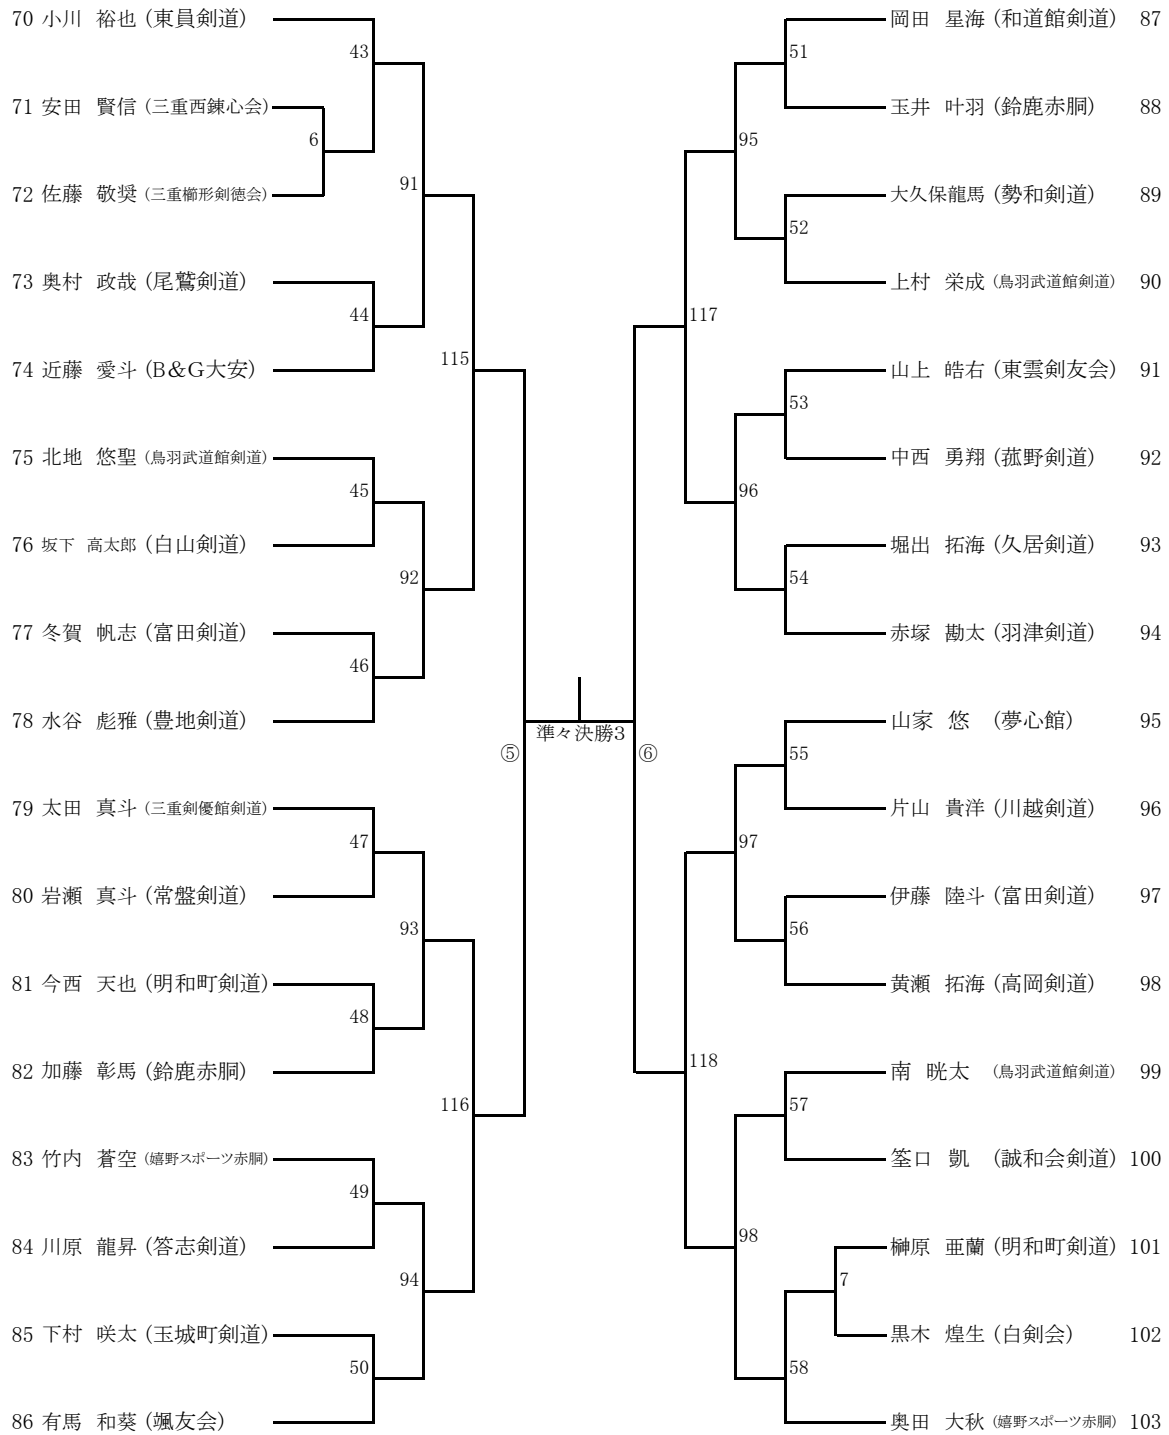 70 小川 裕也 (東員剣道)
43
71 安田 賢信 (三重西錬心会)
6
72 佐藤 敬奨 (三重櫛形剣徳会)
91
73 奥村 政哉 (尾鷲剣道)
44
74 近藤 愛斗 (B&G大安)
115
75 北地 悠聖 (鳥羽武道館剣道)
45
76 坂下 高太郎 (白山剣道)
92
77 冬賀 帆志 (富田剣道)
46
78 水谷 彪雅 (豊地剣道)
⑤
79 太田 真斗 (三重剣優館剣道)
47
80 岩瀬 真斗 (常盤剣道)
93
81 今西 天也 (明和町剣道)
48
82 加藤 彰馬 (鈴鹿赤胴)
116
83 竹内 蒼空 (嬉野スポーツ赤胴)
49
84 川原 龍昇 (答志剣道)
94
85 下村 咲太 (玉城町剣道)
50
86 有馬 和葵 (颯友会)
準々決勝3
岡田 星海 (和道館剣道) 87
51
玉井 叶羽 (鈴鹿赤胴) 88
95
大久保龍馬 (勢和剣道) 89
52
上村 栄成 (鳥羽武道館剣道) 90
117
山上 皓右 (東雲剣友会) 91
53
中西 勇翔 (菰野剣道) 92
96
堀出 拓海 (久居剣道) 93
54
赤塚 勘太 (羽津剣道) 94
⑥
山家 悠 (夢心館) 95
55
片山 貴洋 (川越剣道) 96
97
伊藤 陸斗 (富田剣道) 97
56
黄瀬 拓海 (高岡剣道) 98
118
南 晄太 (鳥羽武道館剣道) 99
57
筌口 凱 (誠和会剣道) 100
98
榊原 亜蘭 (明和町剣道) 101
7
黒木 煌生 (白剣会) 102
58
奥田 大秋 (嬉野スポーツ赤胴) 103